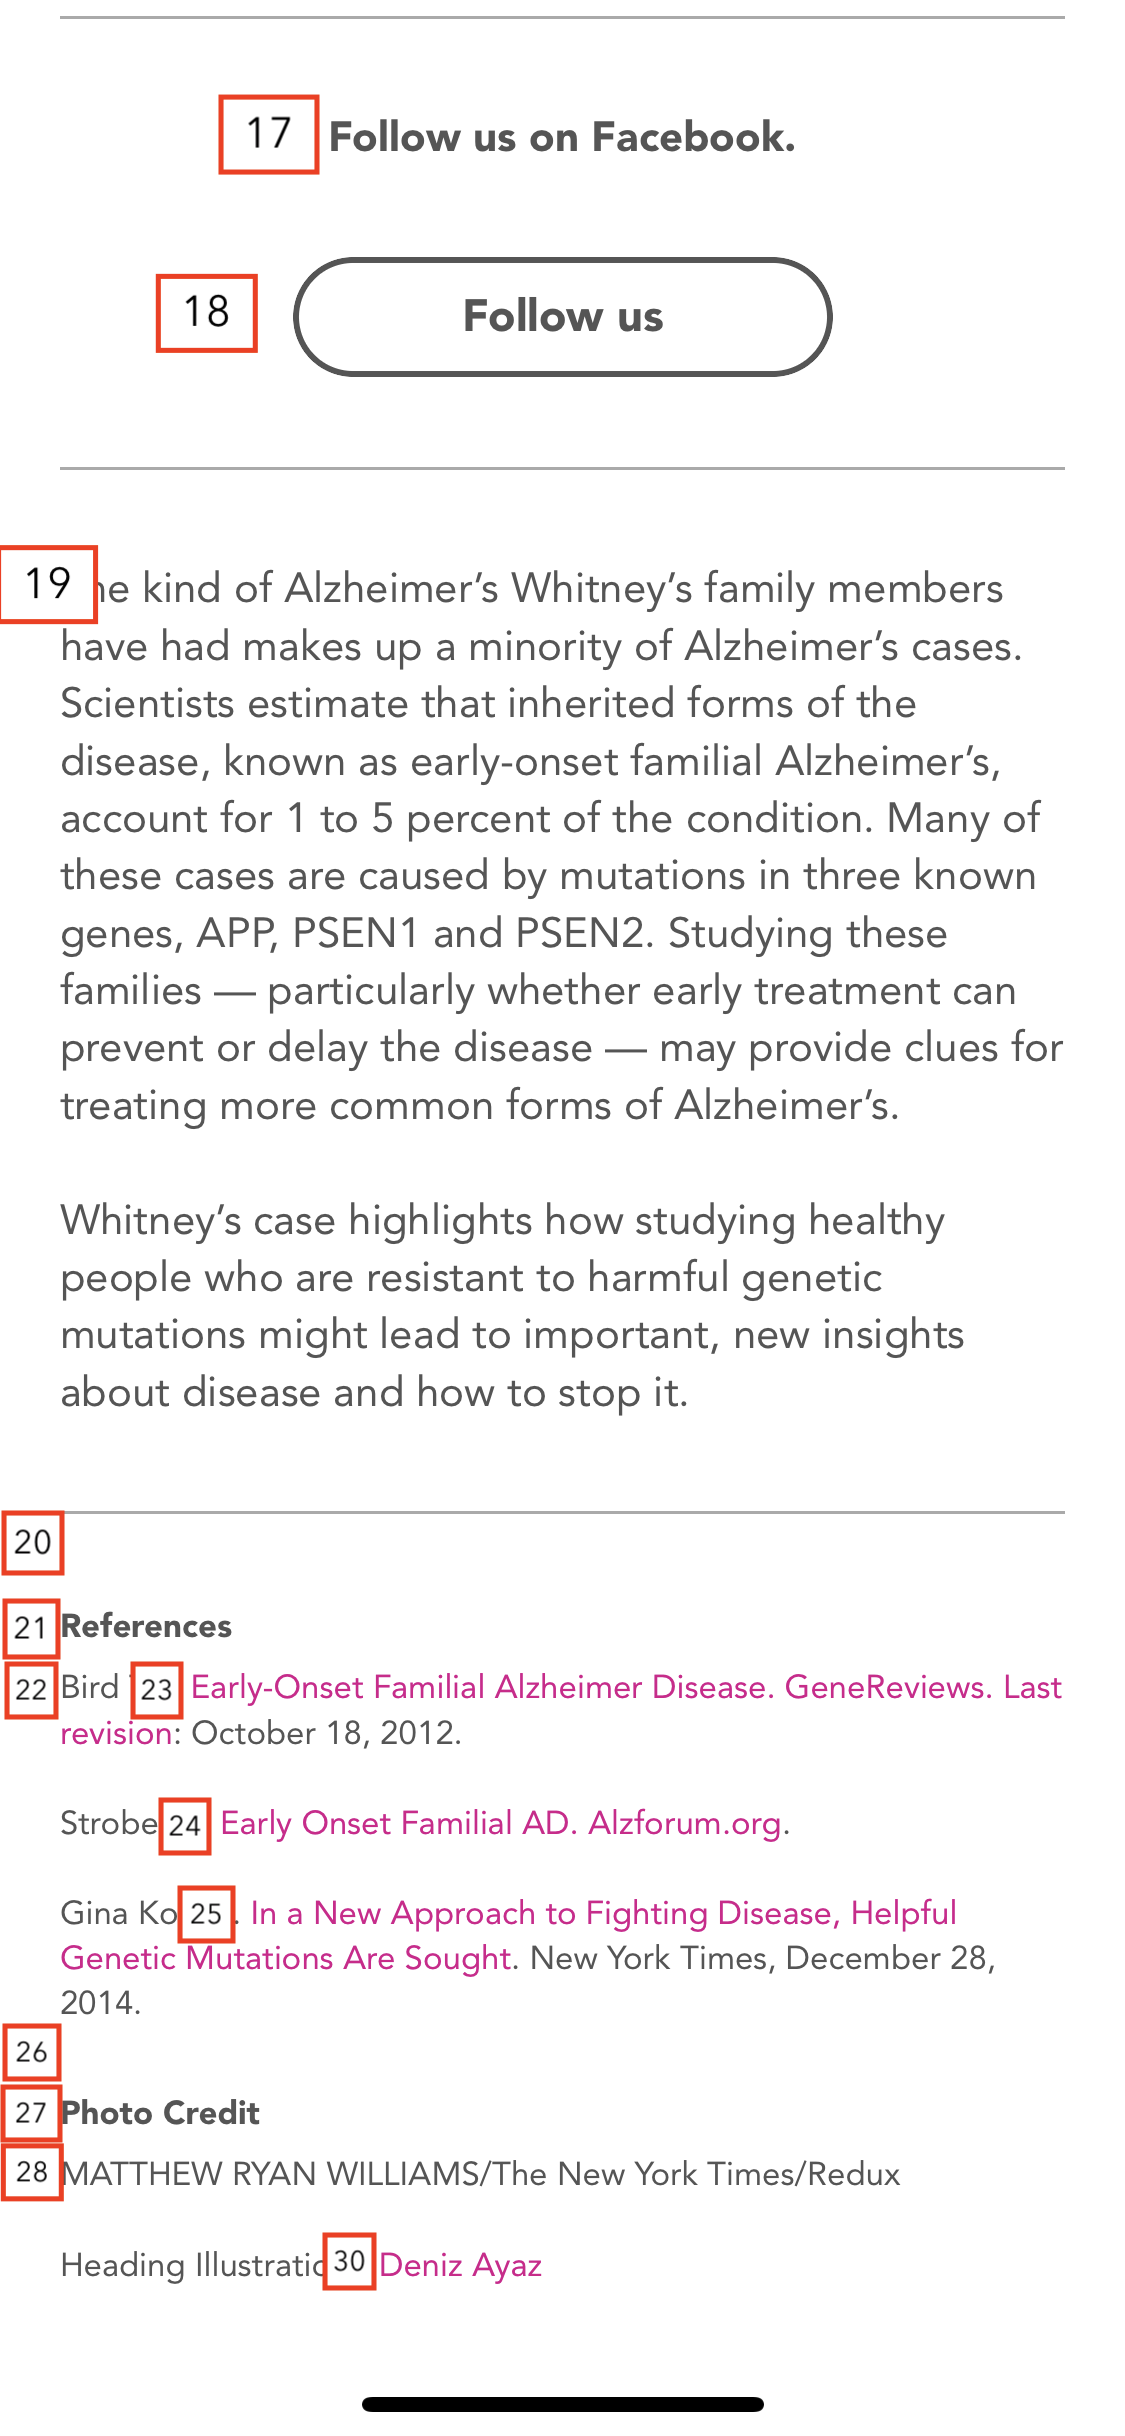 17 Follow us on Facebook.
18 Follow us
19 he kind of Alzheimer’s Whitney’s family members
have had makes up a minority of Alzheimer’s cases.
Scientists estimate that inherited forms of the
disease, known as early-onset familial Alzheimer’s,
account for 1 to 5 percent of the condition. Many of
these cases are caused by mutations in three known
genes, APP, PSEN1 and PSEN2. Studying these
families — particularly whether early treatment can
prevent or delay the disease — may provide clues for
treating more common forms of Alzheimer’s.
Whitney’s case highlights how studying healthy
people who are resistant to harmful genetic
mutations might lead to important, new insights
about disease and how to stop it.
20
21 References
22 Bird 23 Early-Onset Familial Alzheimer Disease. GeneReviews. Last
revision: October 18, 2012.
Strobe 24 Early Onset Familial AD. Alzforum.org.
Gina Ko 25 . In a New Approach to Fighting Disease, Helpful
Genetic Mutations Are Sought. New York Times, December 28,
2014.
26
27 Photo Credit
28 MATTHEW RYAN WILLIAMS/The New York Times/Redux
Heading Illustratio 30 Deniz Ayaz